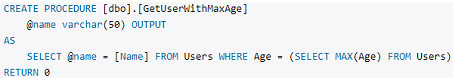 CREATE PROCEDURE [dbo].[GetUserWithMaxAge]
    @name varchar(50) OUTPUT
AS
    SELECT @name = [Name] FROM Users WHERE Age = (SELECT MAX(Age) FROM Users)
RETURN 0